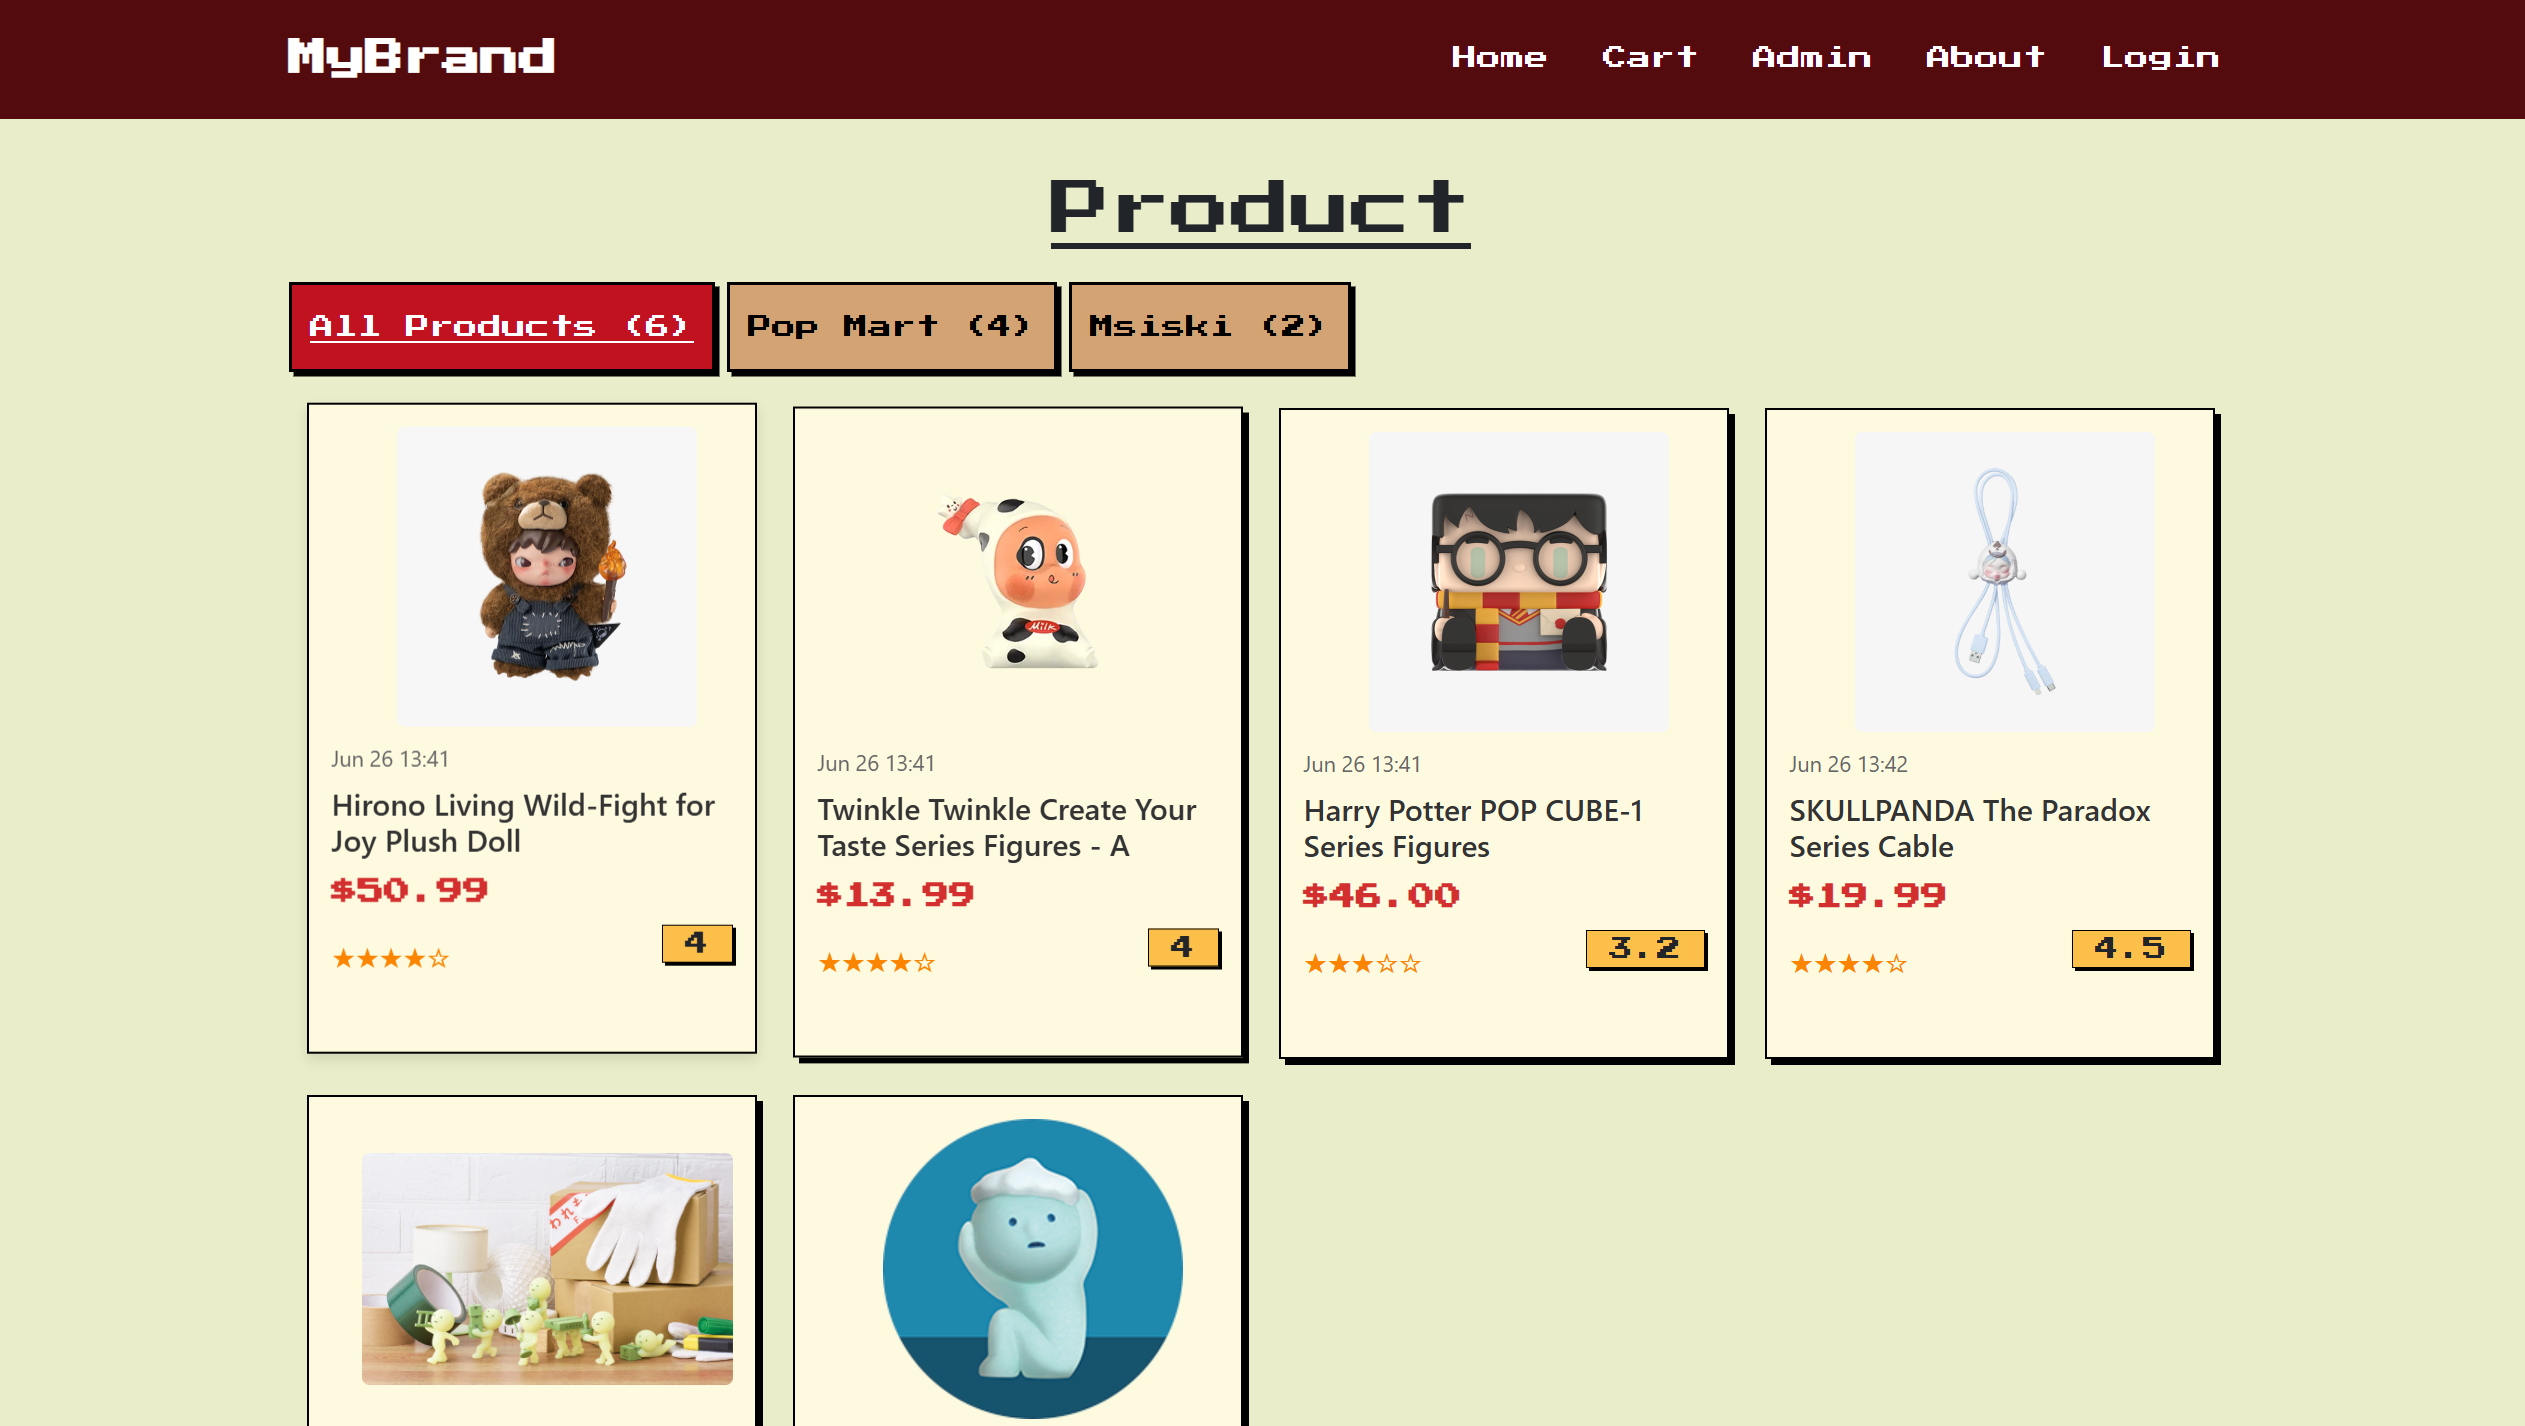 MyBrand
Home Cart Admin About Login
Product
All Products (6) Pop Mart (4) Msiski (2)
Milk
Jun 26 13:41
Hirono Living Wild-Fight for
Joy Plush Doll
$50.99
★★★★☆ 4
Jun 26 13:41
Twinkle Twinkle Create Your
Taste Series Figures - A
$13.99
★★★★☆ 4
Jun 26 13:41
Harry Potter POP CUBE-1
Series Figures
$46.00
★★★☆☆ 3.2
Jun 26 13:42
SKULLPANDA The Paradox
Series Cable
$19.99
★★★★☆ 4.5